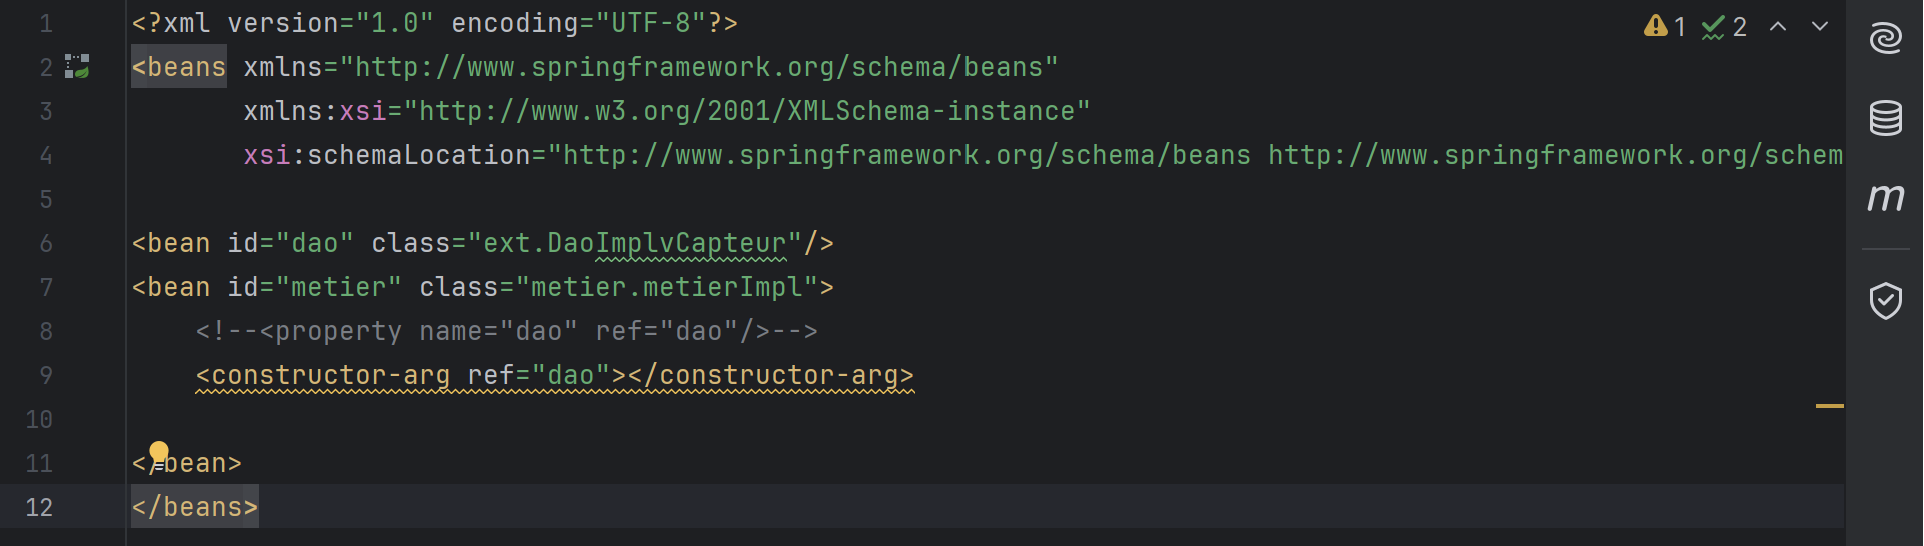 1 <?xml version="1.0" encoding="UTF-8"?> 1 2
2 <beans xmlns="http://www.springframework.org/schema/beans"
3 xmlns:xsi="http://www.w3.org/2001/XMLSchema-instance"
4 xsi:schemaLocation="http://www.springframework.org/schema/beans http://www.springframework.org/schem
5
6 <bean id="dao" class="ext.DaoImplvCapteur"/>
7 <bean id="metier" class="metier.metierImpl">
8 <!--<property name="dao" ref="dao"/>-->
9 <constructor-arg ref="dao"></constructor-arg>
10
11 </bean>
12 </beans>
m